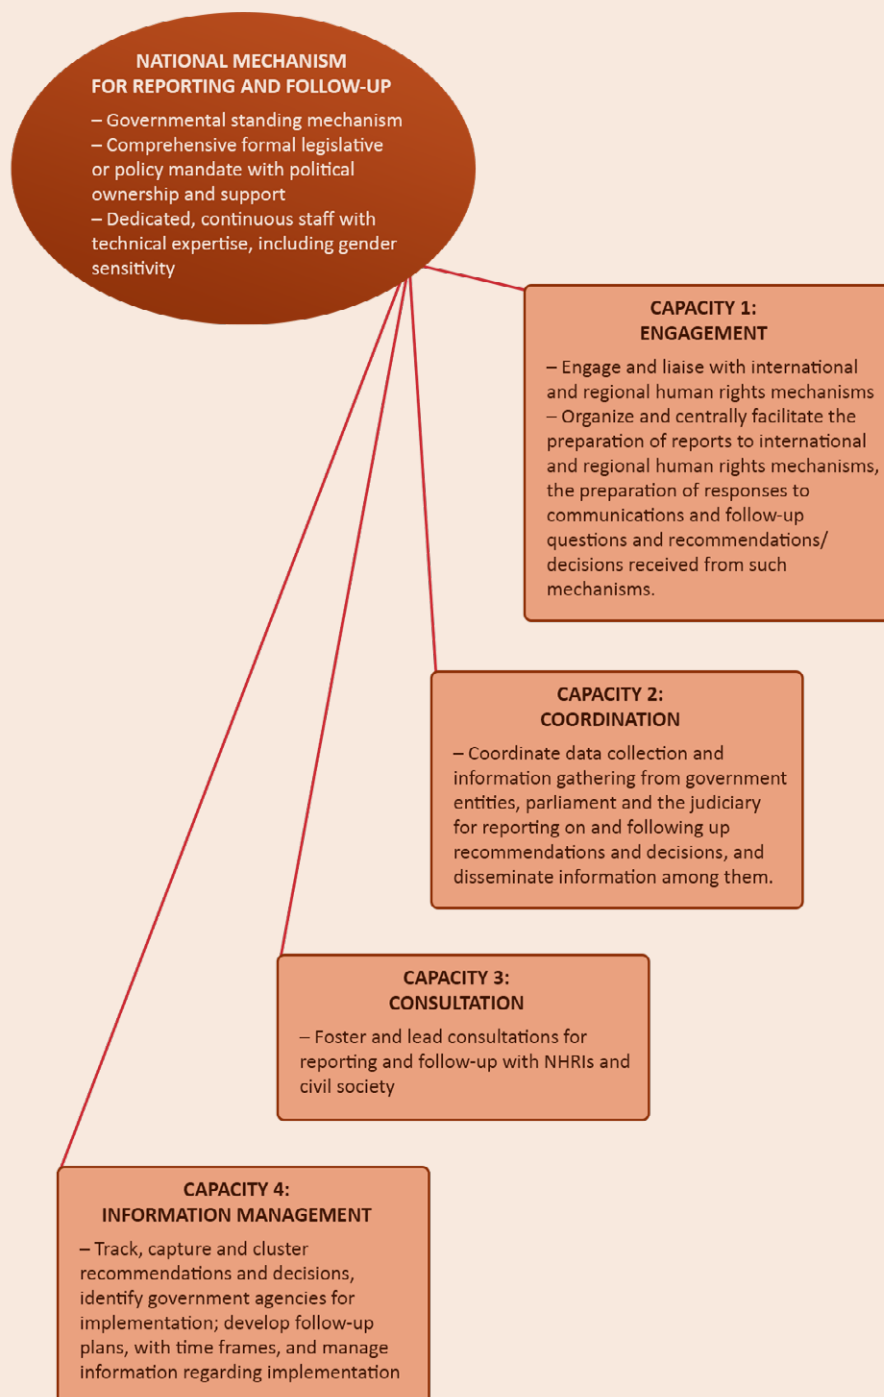 NATIONAL MECHANISM
FOR REPORTING AND FOLLOW-UP
– Governmental standing mechanism
– Comprehensive formal legislative
or policy mandate with political
ownership and support
– Dedicated, continuous staff with
technical expertise, including gender
sensitivity
CAPACITY 1:
ENGAGEMENT
– Engage and liaise with international
and regional human rights mechanisms
– Organize and centrally facilitate the
preparation of reports to international
and regional human rights mechanisms,
the preparation of responses to
communications and follow-up
questions and recommendations/
decisions received from such
mechanisms.
CAPACITY 2:
COORDINATION
– Coordinate data collection and
information gathering from government
entities, parliament and the judiciary
for reporting on and following up
recommendations and decisions, and
disseminate information among them.
CAPACITY 3:
CONSULTATION
– Foster and lead consultations for
reporting and follow-up with NHRIs and
civil society
CAPACITY 4:
INFORMATION MANAGEMENT
– Track, capture and cluster
recommendations and decisions,
identify government agencies for
implementation; develop follow-up
plans, with time frames, and manage
information regarding implementation